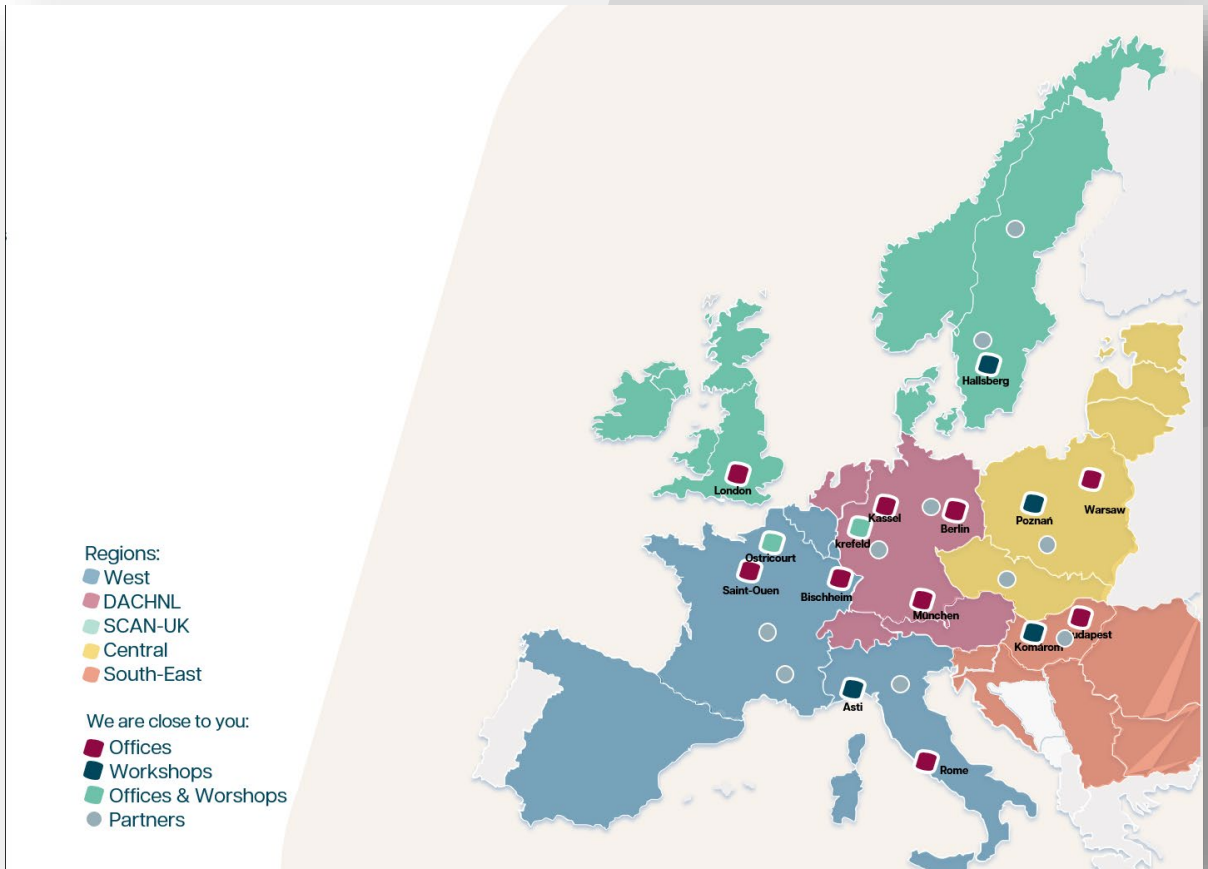 Hallsberg
London
Kassel
Berlin
Poznań
Warsaw
krefeld
Ostricourt
Saint-Ouen
Bischheim
München
Komárom
udapest
Asti
Rome
Regions:
West
DACHNL
SCAN-UK
Central
South-East
We are close to you:
Offices
Workshops
Offices & Worshops
Partners